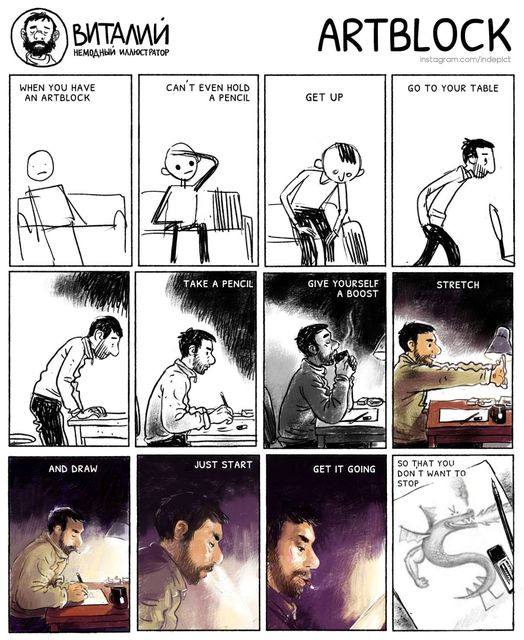 ВИТАЛИЙ
НЕМОДНЫЙ ИЛЛЮСТРАТОР
ARTBLOCK
instagram.com/indepict
WHEN YOU HAVE
AN ARTBLOCK
CAN'T EVEN HOLD
A PENCIL
GET UP
GO TO YOUR TABLE
TAKE A PENCIL
GIVE YOURSELF
A BOOST
STRETCH
AND DRAW
JUST START
GET IT GOING
SO THAT YOU
DON'T WANT TO
STOP